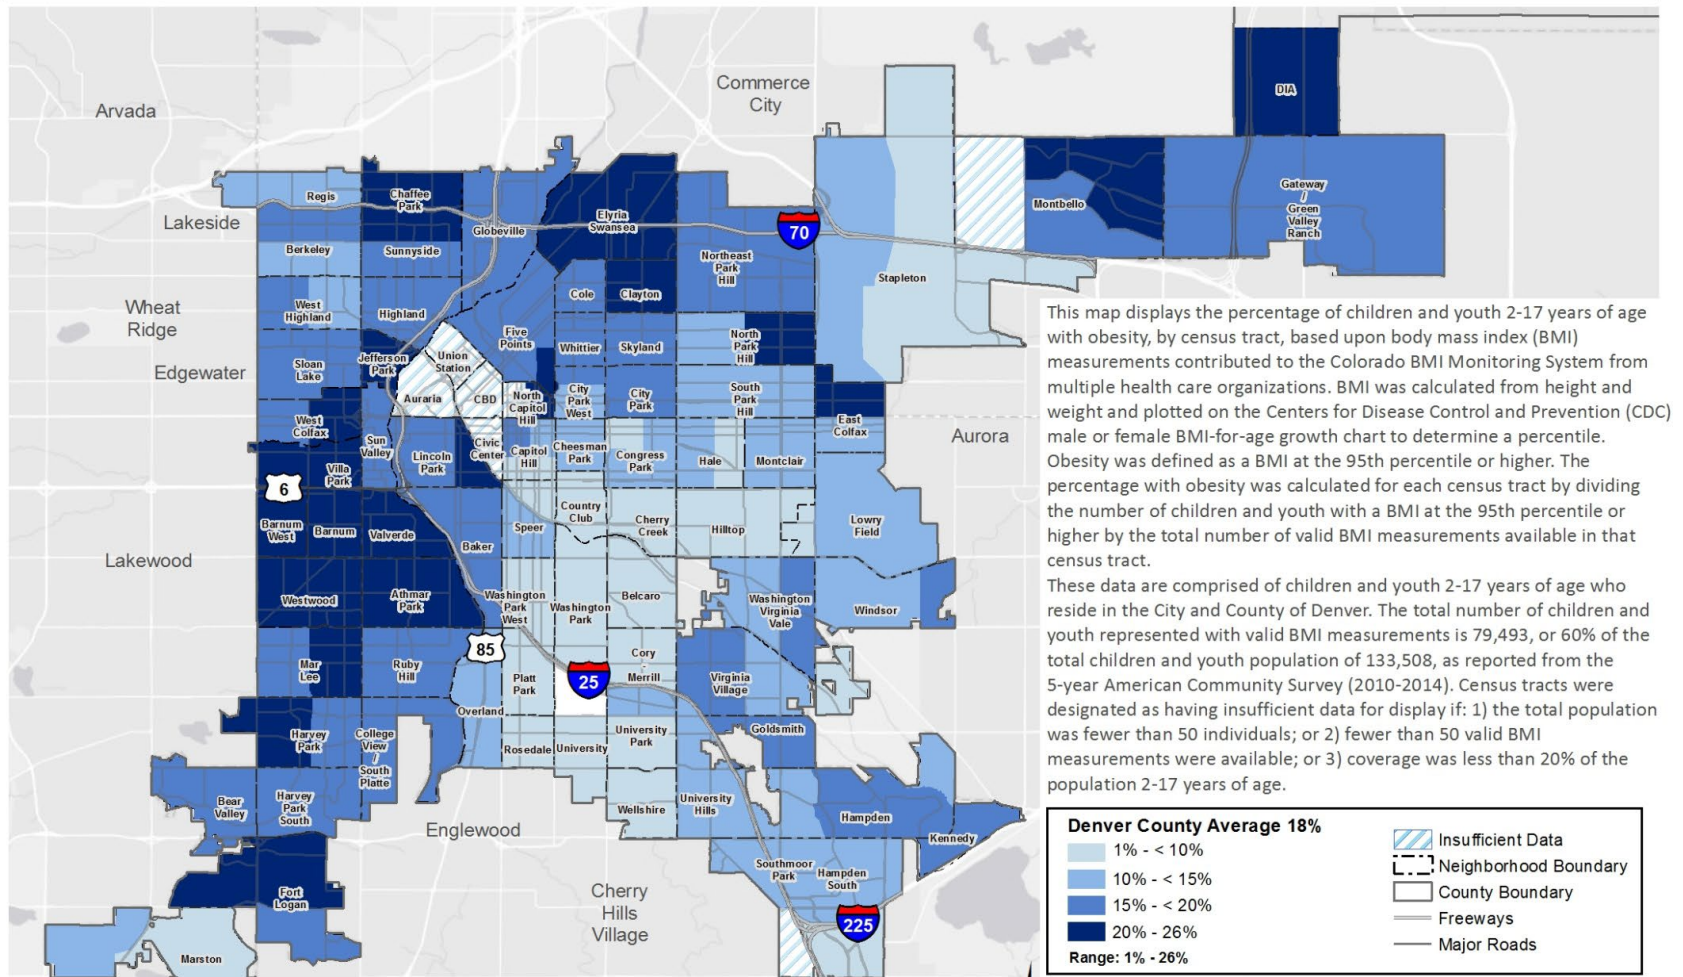 Commerce
City
DIA
Arvada
Lakeside
Regis
Chaffee
Park
Elyria
Swansea
Globeville
70
Montbello
Gateway
/
Green
Valley
Ranch
Berkeley
Sunnyside
Northeast
Park
Hill
Stapleton
Cole
Clayton
Wheat
Ridge
West
Highland
Highland
Five
Points
Whittier
Skyland
North
Park
Hill
Union
Station
Jefferson
Park
Sloan
Lake
Edgewater
Auraria
CBD
North
Capitol
Hill
City
Park
West
City
Park
South
Park
Hill
East
Colfax
Aurora
West
Colfax
Sun
Valley
Lincoln
Park
Civic
Center
Capitol
Hill
Cheesman
Park
Congress
Park
Hale
Montclair
Villa
Park
6
Barnum
West
Barnum
Valverde
Baker
Speer
Country
Club
Cherry
Creek
Hilltop
Lowry
Field
Lakewood
Westwood
Athmar
Park
Washington
Park
West
Washington
Park
Belcaro
Washington
Virginia
Vale
Windsor
85
Mar
Lee
Ruby
Hill
Platt
Park
25
Cory
-
Merrill
Virginia
Village
Overland
Harvey
Park
College
View
/
South
Platte
Rosedale
University
University
Park
Goldsmith
Bear
Valley
Harvey
Park
South
Englewood
Wellshire
University
Hills
Hampden
Kennedy
Southmoor
Park
Hampden
South
Fort
Logan
Cherry
Hills
Village
225
Marston
This map displays the percentage of children and youth 2-17 years of age
with obesity, by census tract, based upon body mass index (BMI)
measurements contributed to the Colorado BMI Monitoring System from
multiple health care organizations. BMI was calculated from height and
weight and plotted on the Centers for Disease Control and Prevention (CDC)
male or female BMI-for-age growth chart to determine a percentile.
Obesity was defined as a BMI at the 95th percentile or higher. The
percentage with obesity was calculated for each census tract by dividing
the number of children and youth with a BMI at the 95th percentile or
higher by the total number of valid BMI measurements available in that
census tract.
These data are comprised of children and youth 2-17 years of age who
reside in the City and County of Denver. The total number of children and
youth represented with valid BMI measurements is 79,493, or 60% of the
total children and youth population of 133,508, as reported from the
5-year American Community Survey (2010-2014). Census tracts were
designated as having insufficient data for display if: 1) the total population
was fewer than 50 individuals; or 2) fewer than 50 valid BMI
measurements were available; or 3) coverage was less than 20% of the
population 2-17 years of age.
Denver County Average 18%
1% - < 10%
10% - < 15%
15% - < 20%
20% - 26%
Range: 1% - 26%
Insufficient Data
Neighborhood Boundary
County Boundary
Freeways
Major Roads